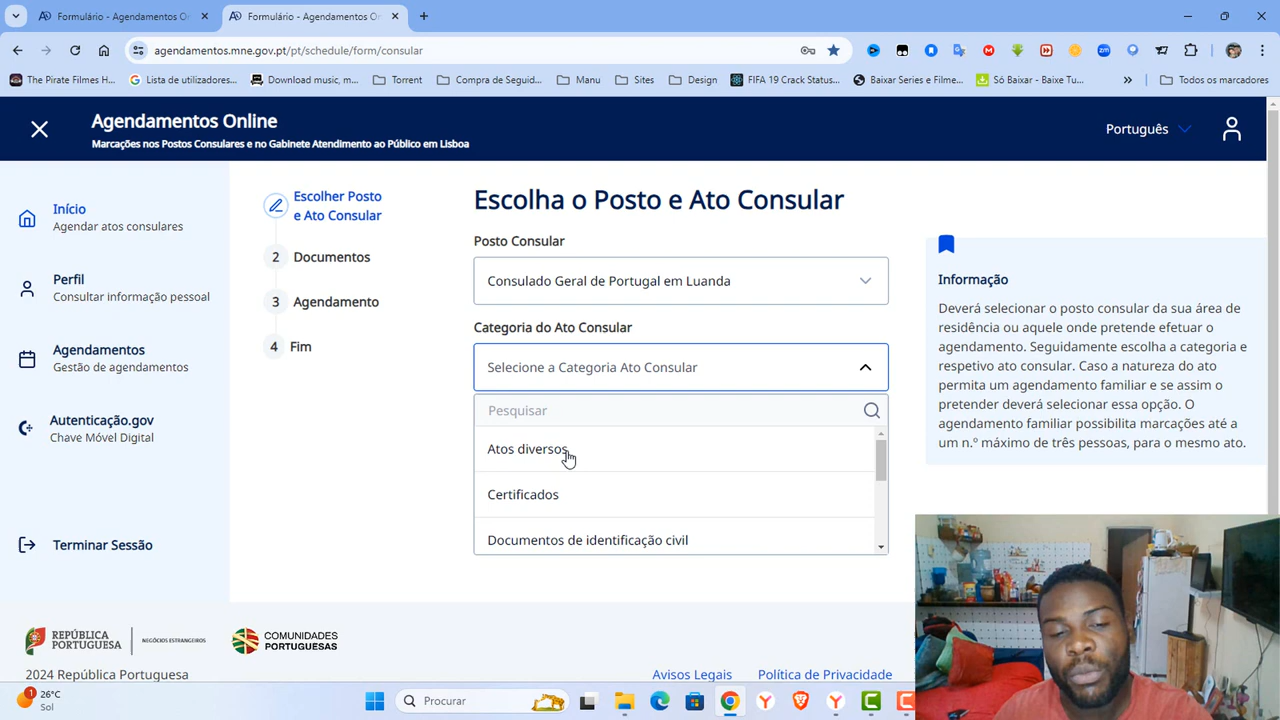 Formulário - Agendamentos On
Formulário - Agendamentos On
agendamentos.mne.gov.pt/pt/schedule/form/consular
The Pirate Filmes H...
Lista de utilizadores...
Download music, m...
Torrent
Compra de Seguid...
Manu
Sites
Design
FIFA 19 Crack Status...
Baixar Series e Filme...
Só Baixar - Baixe Tu...
Todos os marcadores
Agendamentos Online
Marcações nos Postos Consulares e no Gabinete Atendimento ao Público em Lisboa
Português
Início
Agendar atos consulares
Perfil
Consultar informação pessoal
Agendamentos
Gestão de agendamentos
Autenticação.gov
Chave Móvel Digital
Terminar Sessão
Escolher Posto
e Ato Consular
2 Documentos
3 Agendamento
4 Fim
Escolha o Posto e Ato Consular
Posto Consular
Consulado Geral de Portugal em Luanda
Categoria do Ato Consular
Selecione a Categoria Ato Consular
Pesquisar
Atos diversos
Certificados
Documentos de identificação civil
Informação
Deverá selecionar o posto consular da sua área de
residência ou aquele onde pretende efetuar o
agendamento. Seguidamente escolha a categoria e
respetivo ato consular. Caso a natureza do ato
permita um agendamento familiar e se assim o
pretender deverá selecionar essa opção. O
agendamento familiar possibilita marcações até a
um n.º máximo de três pessoas, para o mesmo ato.
REPÚBLICA
PORTUGUESA
NEGÓCIOS ESTRANGEIROS
COMUNIDADES
PORTUGUESAS
2024 República Portuguesa
Avisos Legais
Política de Privacidade
1
26°C
Sol
Procurar